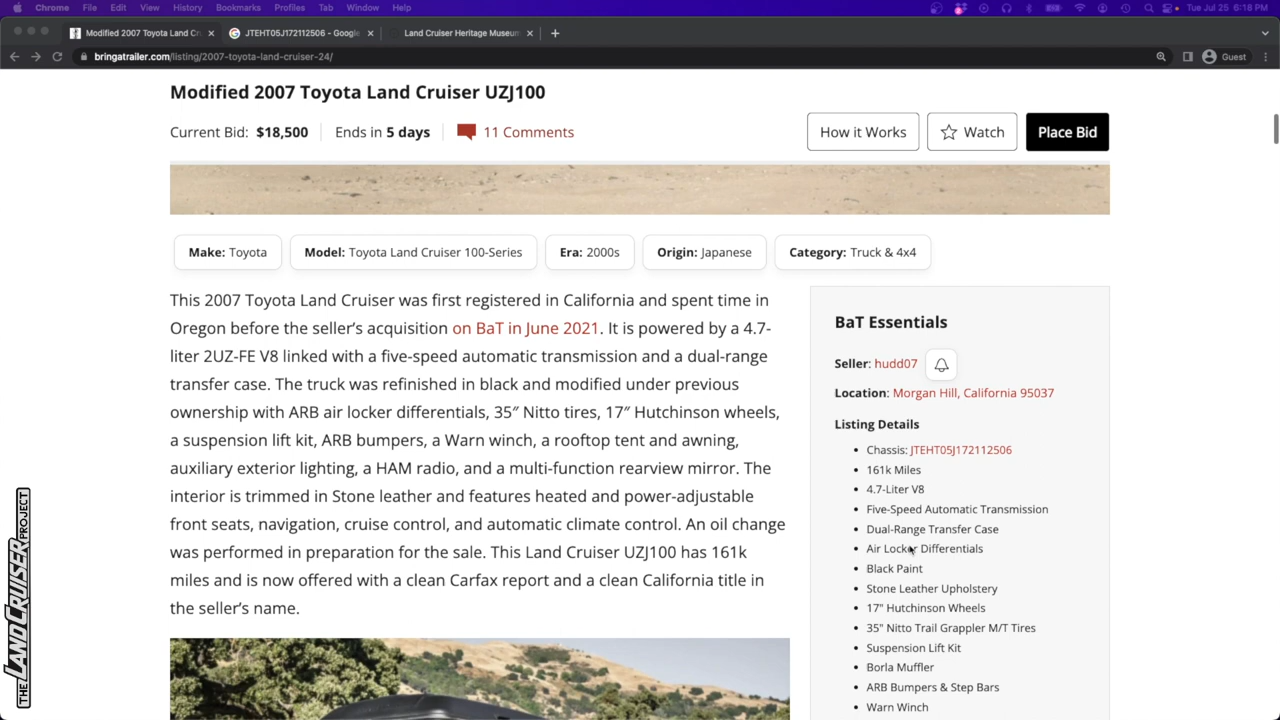 Chrome File Edit View History Bookmarks Profiles Tab Window Help Tue Jul 25 6:18 PM
Modified 2007 Toyota Land Cr JTEHT05J172112506 - Google Land Cruiser Heritage Museum
bringatrailer.com/listing/2007-toyota-land-cruiser-24/ Guest
Modified 2007 Toyota Land Cruiser UZJ100
Current Bid: $18,500 Ends in 5 days 11 Comments How it Works Watch Place Bid
Make: Toyota Model: Toyota Land Cruiser 100-Series Era: 2000s Origin: Japanese Category: Truck & 4x4
This 2007 Toyota Land Cruiser was first registered in California and spent time in
Oregon before the seller’s acquisition on BaT in June 2021. It is powered by a 4.7-
liter 2UZ-FE V8 linked with a five-speed automatic transmission and a dual-range
transfer case. The truck was refinished in black and modified under previous
ownership with ARB air locker differentials, 35″ Nitto tires, 17″ Hutchinson wheels,
a suspension lift kit, ARB bumpers, a Warn winch, a rooftop tent and awning,
auxiliary exterior lighting, a HAM radio, and a multi-function rearview mirror. The
interior is trimmed in Stone leather and features heated and power-adjustable
front seats, navigation, cruise control, and automatic climate control. An oil change
was performed in preparation for the sale. This Land Cruiser UZJ100 has 161k
miles and is now offered with a clean Carfax report and a clean California title in
the seller’s name.
BaT Essentials
Seller: hudd07
Location: Morgan Hill, California 95037
Listing Details
Chassis: JTEHT05J172112506
161k Miles
4.7-Liter V8
Five-Speed Automatic Transmission
Dual-Range Transfer Case
Air Locker Differentials
Black Paint
Stone Leather Upholstery
17" Hutchinson Wheels
35" Nitto Trail Grappler M/T Tires
Suspension Lift Kit
Borla Muffler
ARB Bumpers & Step Bars
Warn Winch
THE LAND CRUISER PROJECT